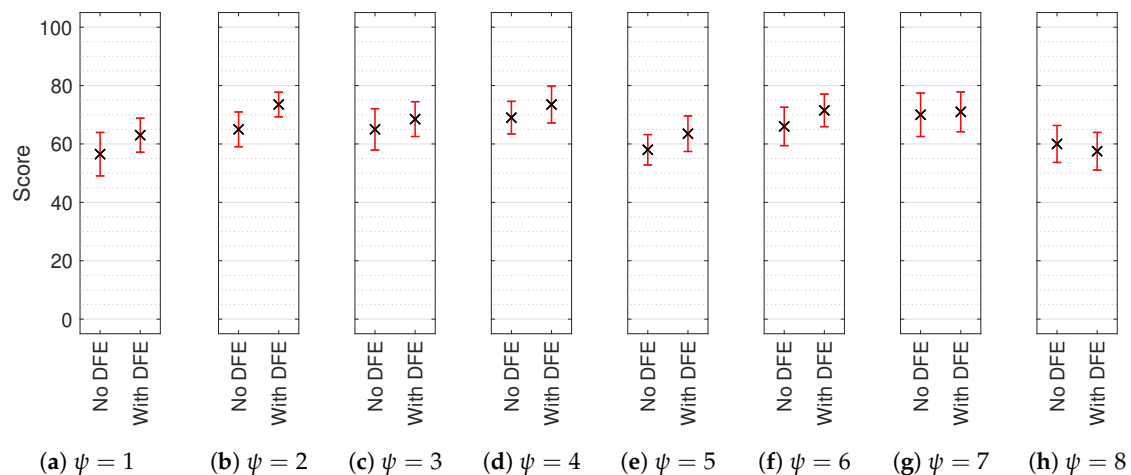 100
80
60
40
20
0
Score
No DFE
With DFE
No DFE
With DFE
No DFE
With DFE
No DFE
With DFE
No DFE
With DFE
No DFE
With DFE
No DFE
With DFE
No DFE
With DFE
(a) ψ = 1
(b) ψ = 2
(c) ψ = 3
(d) ψ = 4
(e) ψ = 5
(f) ψ = 6
(g) ψ = 7
(h) ψ = 8